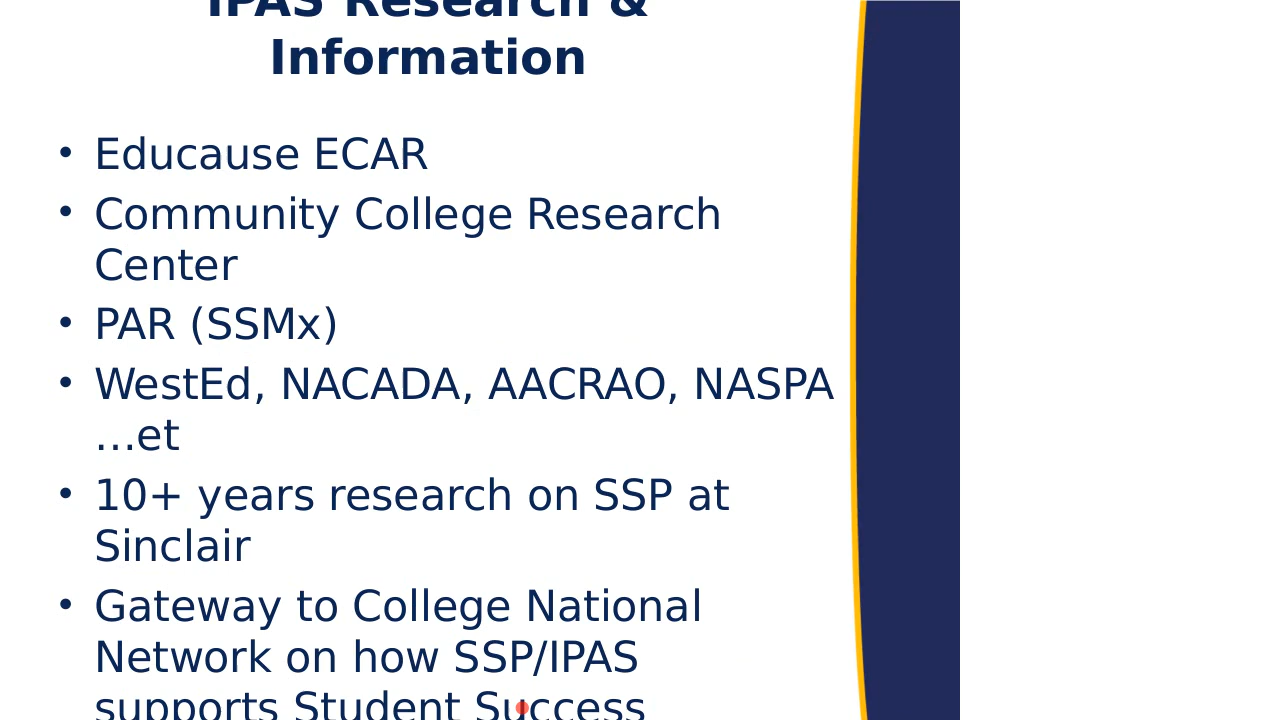 IPAS Research &
Information
• Educause ECAR
• Community College Research
Center
• PAR (SSMx)
• WestEd, NACADA, AACRAO, NASPA
…et
• 10+ years research on SSP at
Sinclair
• Gateway to College National
Network on how SSP/IPAS
supports Student Success